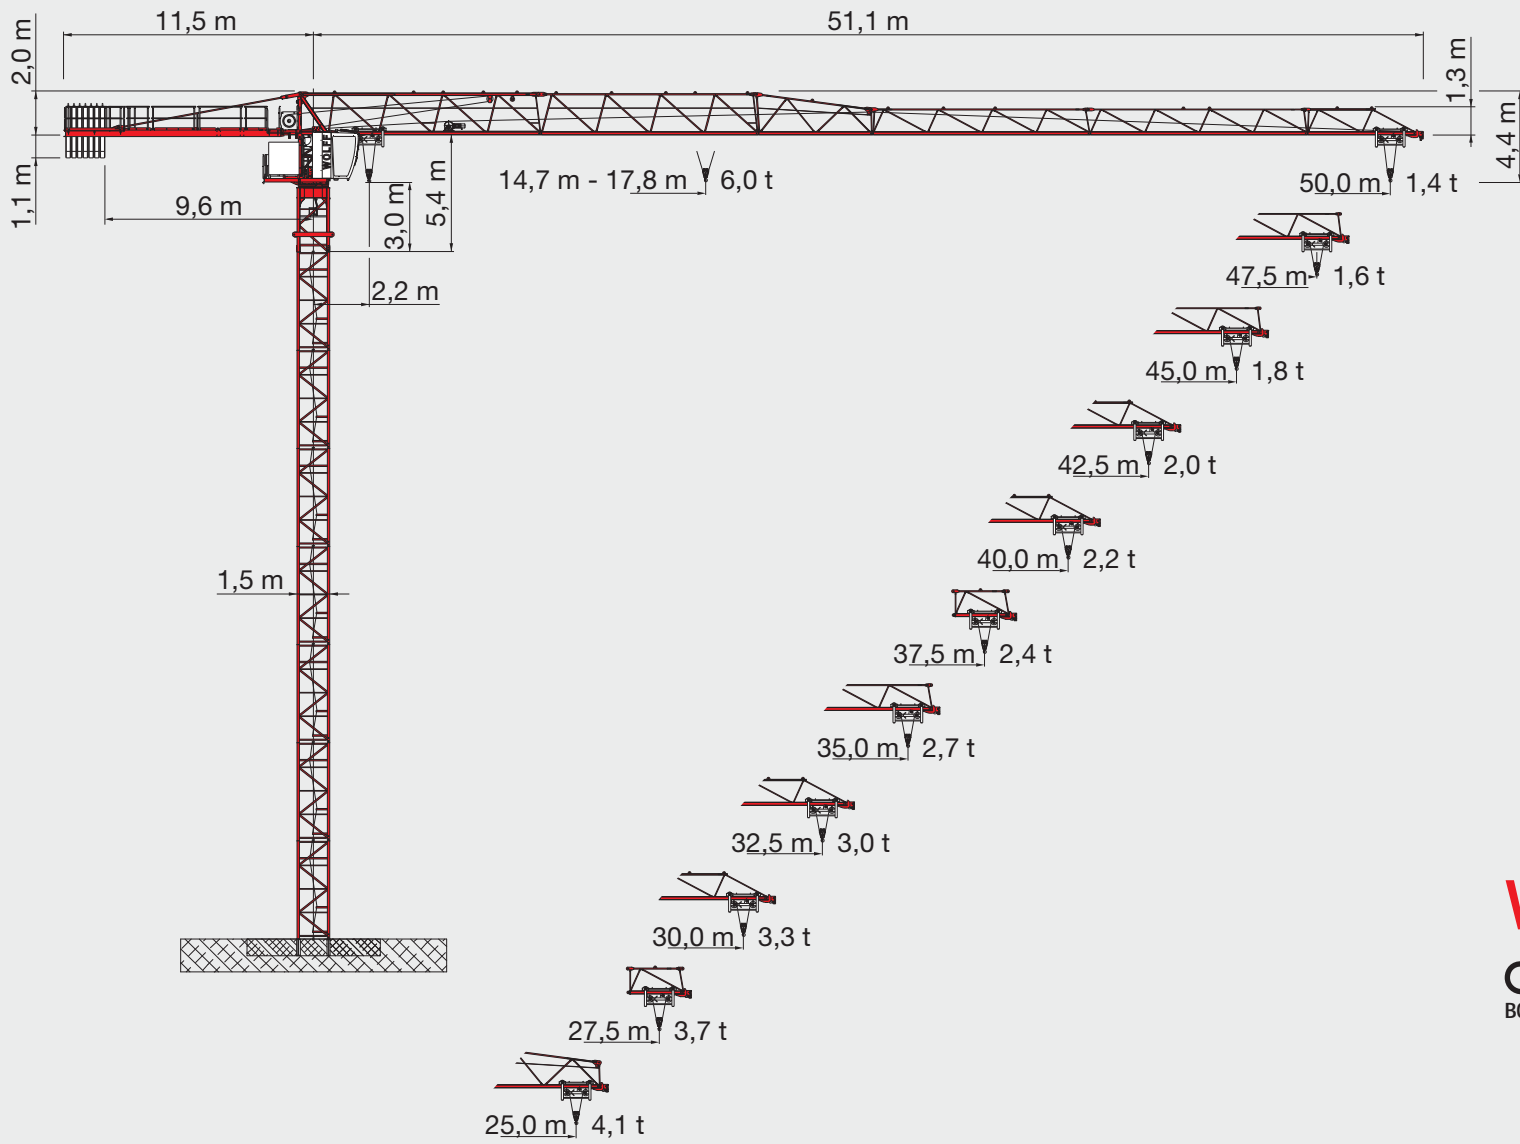 11,5 m
51,1 m
2,0 m
1,3 m
4,4 m
1,1 m
WOLFF
14,7 m - 17,8 m 6,0 t
50,0 m 1,4 t
9,6 m
3,0 m
5,4 m
2,2 m
47,5 m 1,6 t
45,0 m 1,8 t
42,5 m 2,0 t
40,0 m 2,2 t
1,5 m
37,5 m 2,4 t
35,0 m 2,7 t
32,5 m 3,0 t
30,0 m 3,3 t
27,5 m 3,7 t
25,0 m 4,1 t